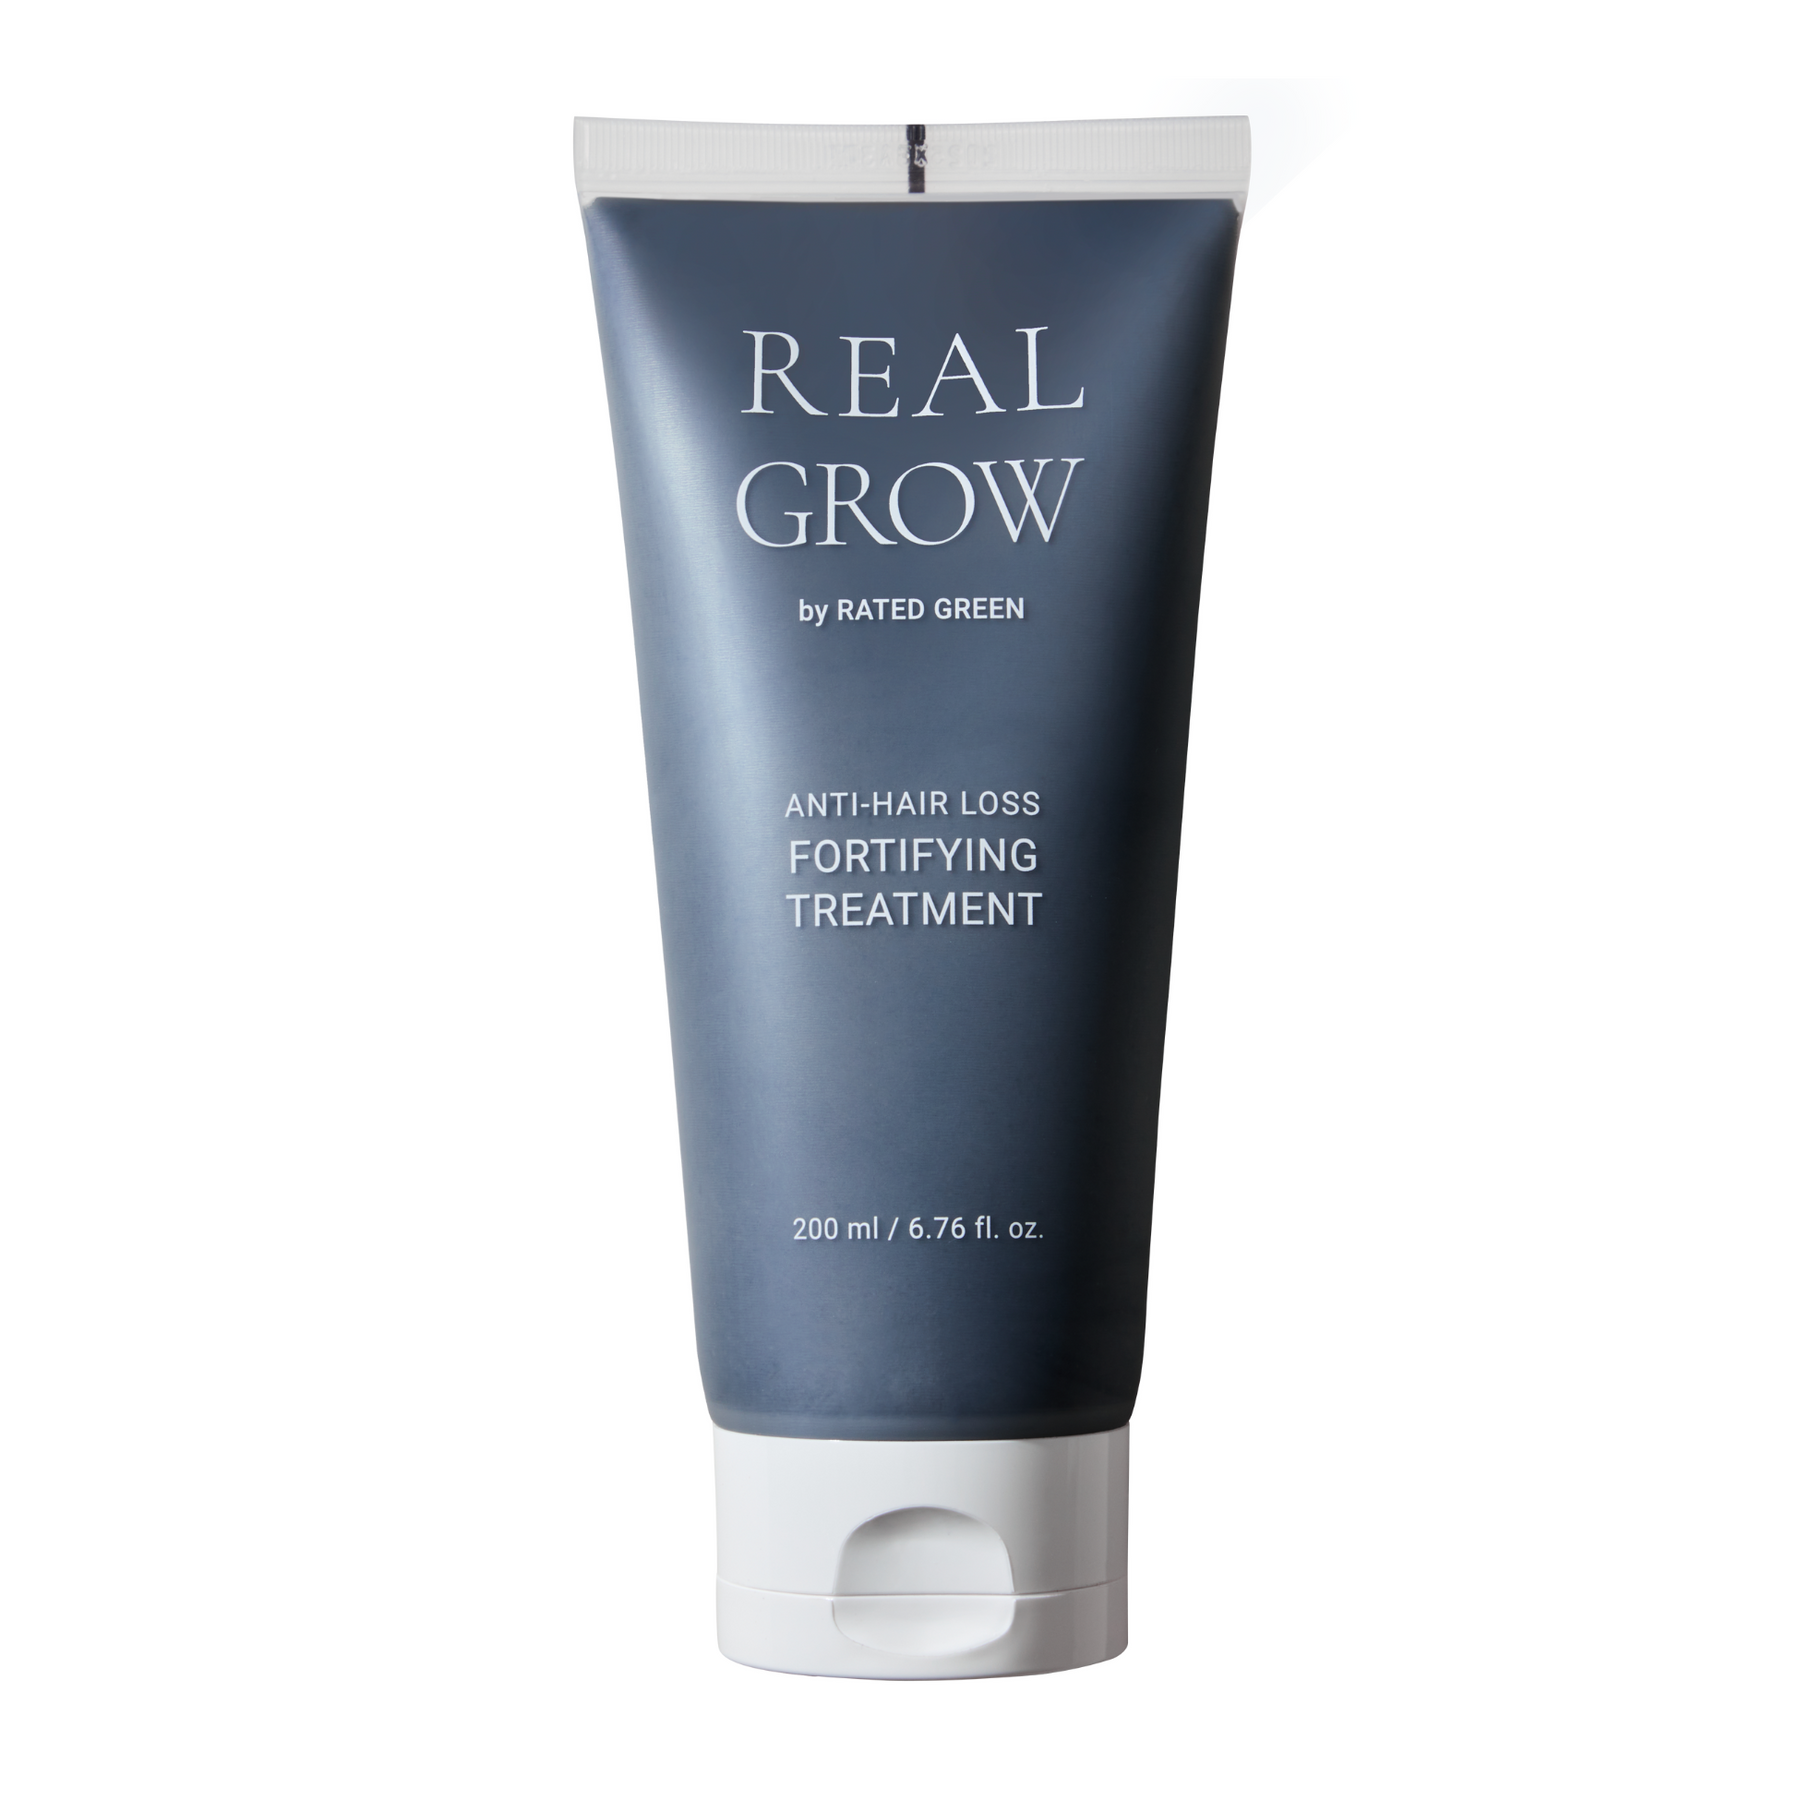 REAL
GROW
by RATED GREEN
ANTI-HAIR LOSS
FORTIFYING
TREATMENT
200 ml / 6.76 fl. oz.